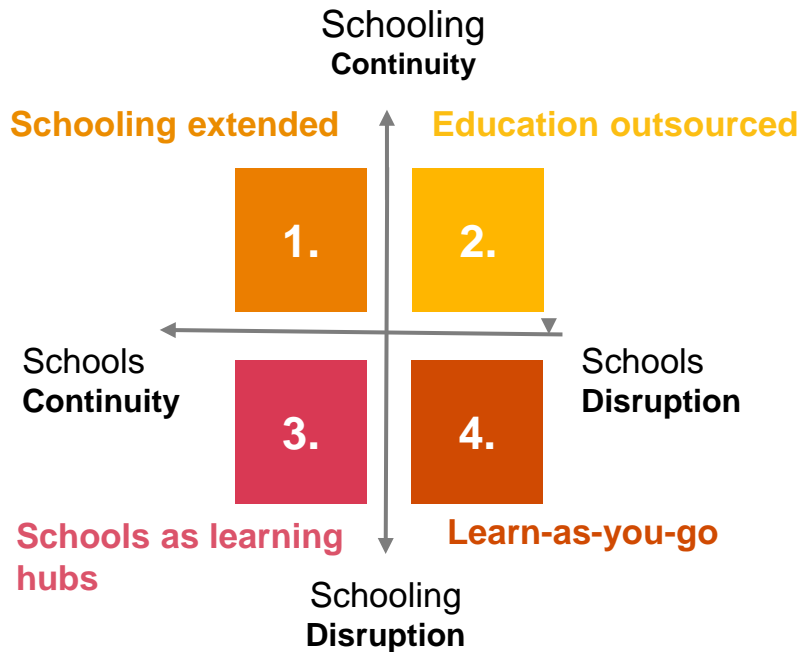 Schooling
Continuity
Schooling extended
Education outsourced
1.
2.
Schools
Continuity
Schools
Disruption
3.
4.
Schools as learning
hubs
Learn-as-you-go
Schooling
Disruption